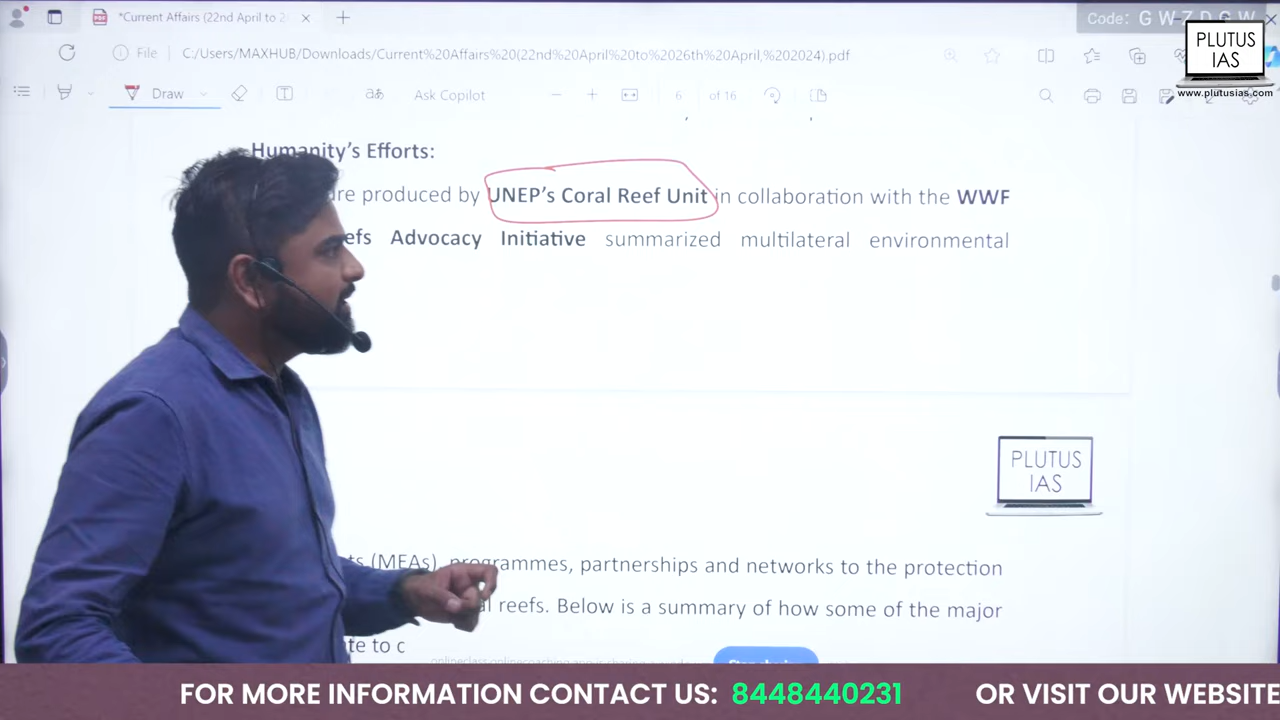 *Current Affairs (22nd April to 2
Code: G W Z D G W
File C:/Users/MAXHUB/Downloads/Current%20Affairs%20(22nd%20April%20to%2026th%20April,%202024).pdf
PLUTUS
IAS
www.plutusias.com
Draw
Ask Copilot
6 of 16
Humanity's Efforts:
are produced by UNEP's Coral Reef Unit in collaboration with the WWF
efs Advocacy Initiative summarized multilateral environmental
PLUTUS
IAS
ts (MEAs), programmes, partnerships and networks to the protection
al reefs. Below is a summary of how some of the major
te to c
FOR MORE INFORMATION CONTACT US: 8448440231 OR VISIT OUR WEBSITE